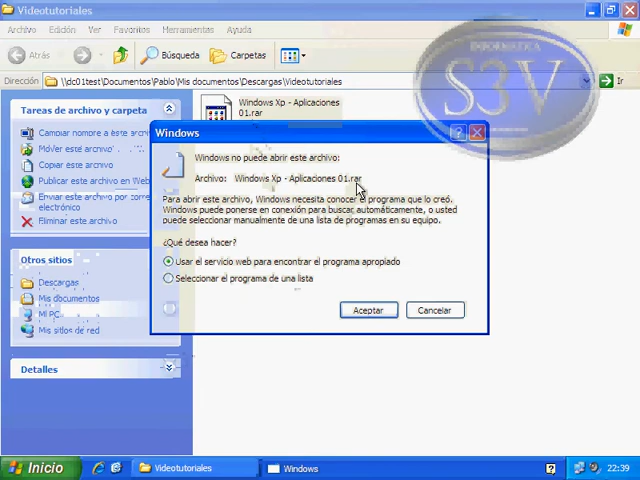 Videotutoriales
Archivo Edición Ver Favoritos Herramientas Ayuda
Atrás Búsqueda Carpetas
Dirección \\dc01test\Documentos\Pablo\Mis documentos\Descargas\Videotutoriales Ir
INFORMATICA
S3V
Tareas de archivo y carpeta
Cambiar nombre a este archivo
Mover este archivo
Copiar este archivo
Publicar este archivo en Web
Enviar este archivo por correo
electrónico
Eliminar este archivo
Otros sitios
Descargas
Mis documentos
Mi PC
Mis sitios de red
Detalles
Windows Xp - Aplicaciones
01.rar
Windows
Windows no puede abrir este archivo:
Archivo: Windows Xp - Aplicaciones 01.rar
Para abrir este archivo, Windows necesita conocer el programa que lo creó.
Windows puede ponerse en conexión para buscar automáticamente, o usted
puede seleccionar manualmente de una lista de programas en su equipo.
¿Qué desea hacer?
Usar el servicio web para encontrar el programa apropiado
Seleccionar el programa de una lista
Aceptar Cancelar
Inicio Videotutoriales Windows 22:39